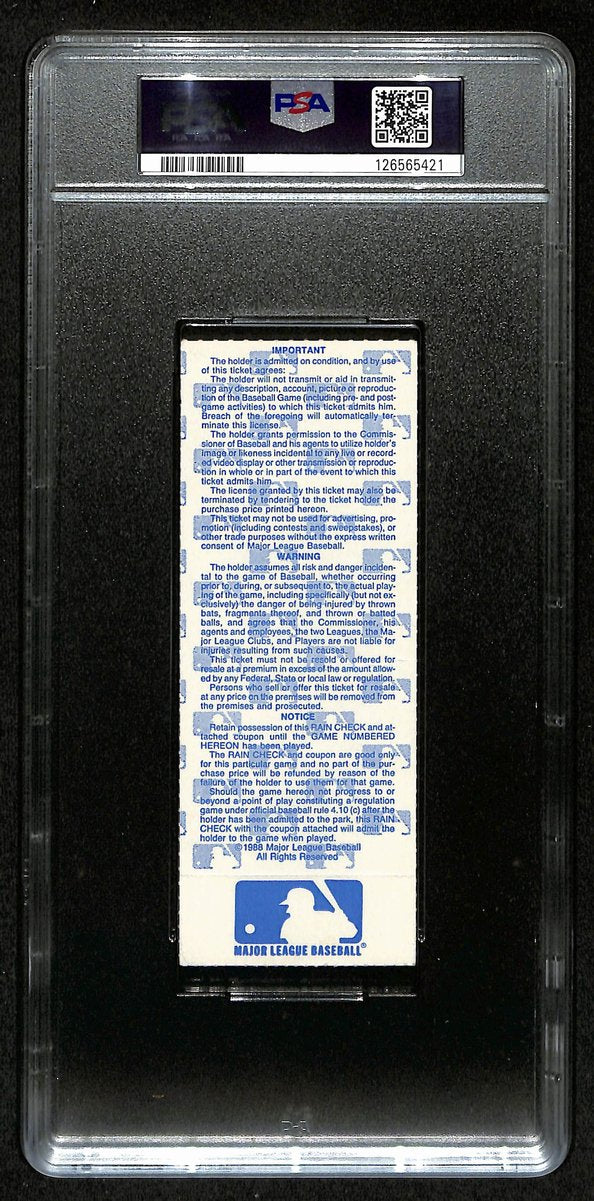 PSA
126565421
IMPORTANT
The holder is admitted on condition, and by use
of this ticket agrees:
The holder will not transmit or aid in transmit-
ting any description, account, picture or reproduc-
tion of the Baseball Game (including pre- and post-
game activities) to which this ticket admits him.
Breach of the foregoing will automatically ter-
minate this license.
The holder grants permission to the Commis-
sioner of Baseball and his agents to utilize holder's
image or likeness incidental to any live or record-
ed video display or other transmission or reproduc-
tion in whole or in part of the event to which this
ticket admits him.
The license granted by this ticket may also be
terminated by tendering to the ticket holder the
purchase price printed hereon.
This ticket may not be used for advertising, pro-
motion (including contests and sweepstakes), or
other trade purposes without the express written
consent of Major League Baseball.
WARNING
The holder assumes all risk and danger inciden-
tal to the game of Baseball, whether occurring
prior to, during, or subsequent to, the actual play-
ing of the game, including specifically (but not ex-
clusively) the danger of being injured by thrown
bats, fragments thereof, and thrown or batted
balls, and agrees that the Commissioner, his
agents and employees, the two Leagues, the Ma-
jor League Clubs, and Players are not liable for
injuries resulting from such causes.
This ticket must not be resold or offered for
resale at a premium in excess of the amount allow-
ed by any Federal, State or local law or regulation.
Persons who sell or offer this ticket for resale
at any price on the premises will be removed from
the premises and prosecuted.
NOTICE
Retain possession of this RAIN CHECK and at-
tached coupon until the GAME NUMBERED
HEREON has been played.
The RAIN CHECK and coupon are good only
for this particular game and no part of the pur-
chase price will be refunded by reason of the
failure of the holder to use them for that game.
Should the game hereon not progress to or
beyond a point of play constituting a regulation
game under official baseball rule 4.10 (c) after the
holder has been admitted to the park, this RAIN
CHECK with the coupon attached will admit the
holder to the game when played.
©1988 Major League Baseball
All Rights Reserved
MAJOR LEAGUE BASEBALL®